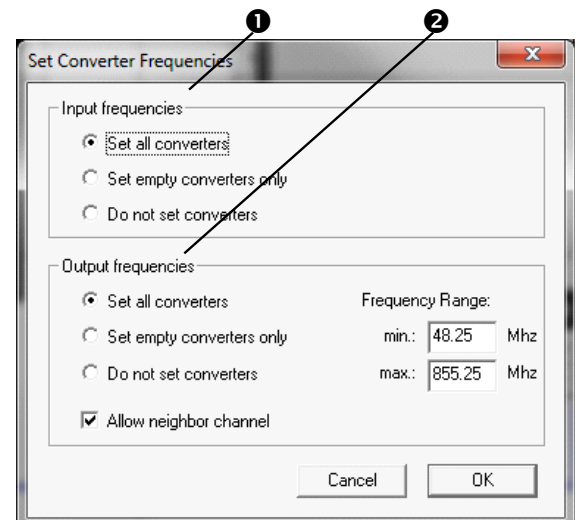 ❶ ❷
Set Converter Frequencies
Input frequencies
Set all converters
Set empty converters only
Do not set converters
Output frequencies
Set all converters Frequency Range:
Set empty converters only min.: 48.25 Mhz
Do not set converters max.: 855.25 Mhz
Allow neighbor channel
Cancel OK